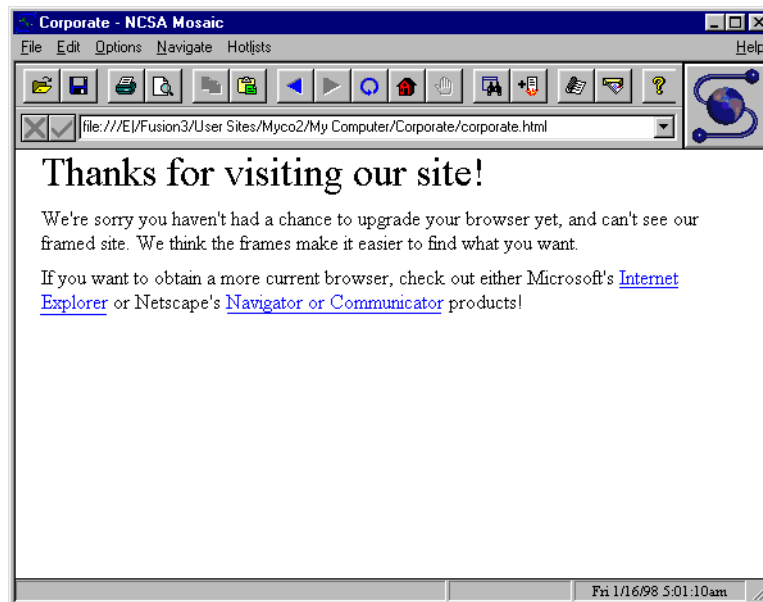 Corporate - NCSA Mosaic
File Edit Options Navigate Hotlists Help
file:///E|/Fusion3/User Sites/Myco2/My Computer/Corporate/corporate.html
Thanks for visiting our site!
We're sorry you haven't had a chance to upgrade your browser yet, and can't see our
framed site. We think the frames make it easier to find what you want.
If you want to obtain a more current browser, check out either Microsoft's Internet
Explorer or Netscape's Navigator or Communicator products!
Fri 1/16/98 5:01:10am